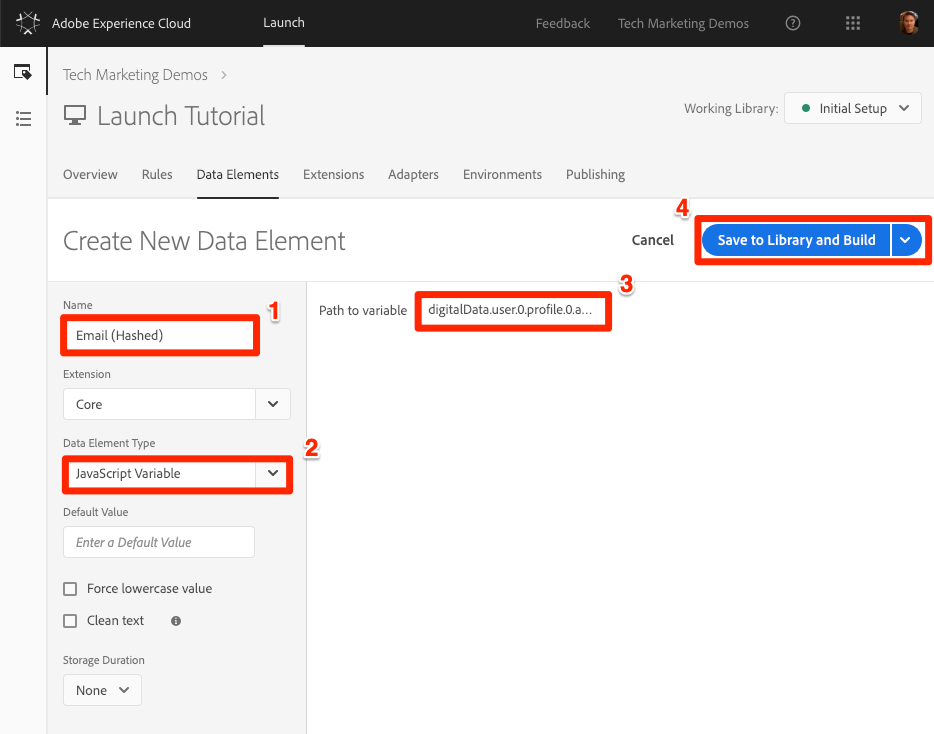 Adobe Experience Cloud
Launch
Feedback
Tech Marketing Demos
?
Tech Marketing Demos >
Launch Tutorial
Working Library:
Initial Setup
Overview
Rules
Data Elements
Extensions
Adapters
Environments
Publishing
4
Create New Data Element
Cancel
Save to Library and Build
Name
1
Email (Hashed)
3
Path to variable
digitalData.user.0.profile.0.a...
Extension
Core
Data Element Type
2
JavaScript Variable
Default Value
Enter a Default Value
Force lowercase value
Clean text
i
Storage Duration
None